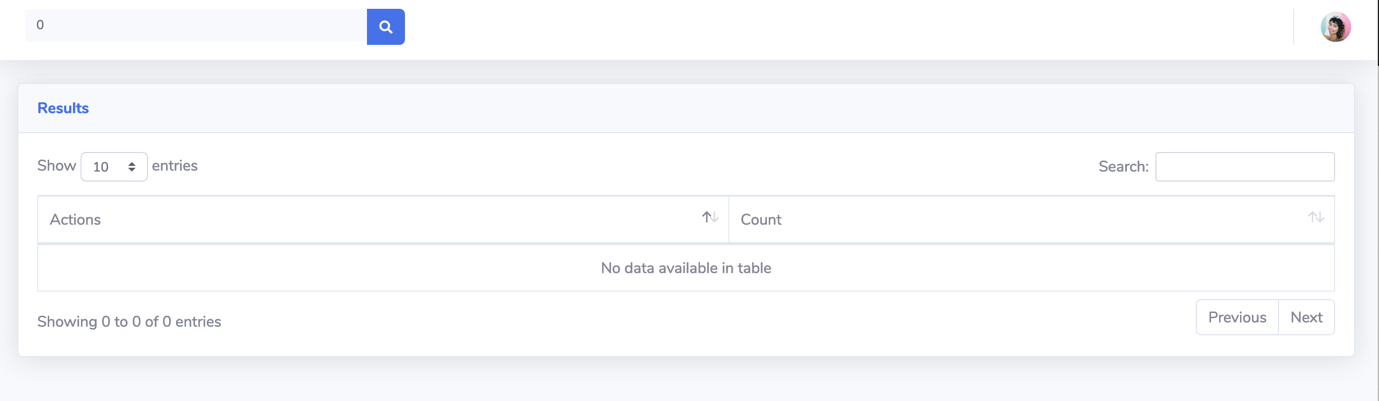 0
Results
Show 10 entries Search:
Actions Count
No data available in table
Showing 0 to 0 of 0 entries Previous Next